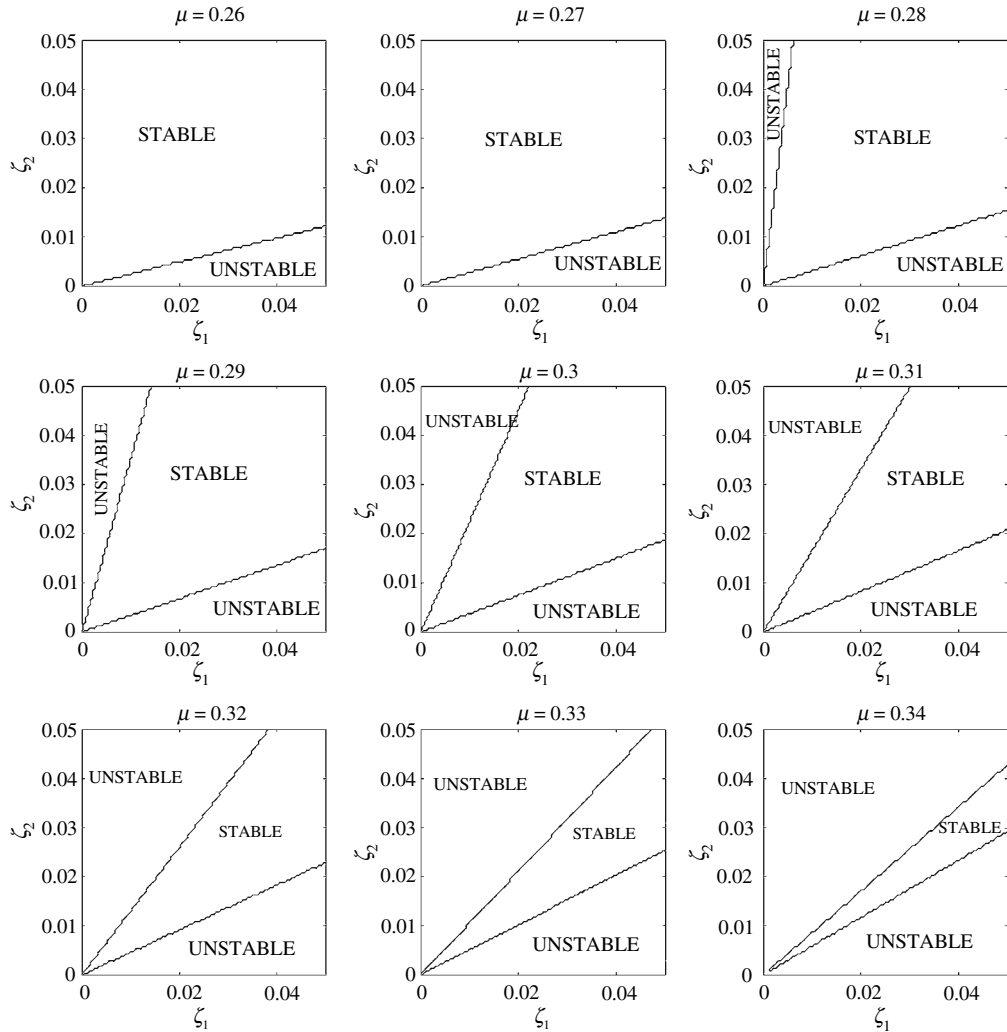 μ = 0.26
μ = 0.27
μ = 0.28
0.05
0.04
0.03
0.02
0.01
0
ζ2
STABLE
UNSTABLE
0
0.02
0.04
ζ1
0.05
0.04
0.03
0.02
0.01
0
ζ2
STABLE
UNSTABLE
0
0.02
0.04
ζ1
0.05
0.04
0.03
0.02
0.01
0
ζ2
UNSTABLE
STABLE
UNSTABLE
0
0.02
0.04
ζ1
μ = 0.29
μ = 0.3
μ = 0.31
0.05
0.04
0.03
0.02
0.01
0
ζ2
UNSTABLE
STABLE
UNSTABLE
0
0.02
0.04
ζ1
0.05
0.04
0.03
0.02
0.01
0
ζ2
UNSTABLE
STABLE
UNSTABLE
0
0.02
0.04
ζ1
0.05
0.04
0.03
0.02
0.01
0
ζ2
UNSTABLE
STABLE
UNSTABLE
0
0.02
0.04
ζ1
μ = 0.32
μ = 0.33
μ = 0.34
0.05
0.04
0.03
0.02
0.01
0
ζ2
UNSTABLE
STABLE
UNSTABLE
0
0.02
0.04
ζ1
0.05
0.04
0.03
0.02
0.01
0
ζ2
UNSTABLE
STABLE
UNSTABLE
0
0.02
0.04
ζ1
0.05
0.04
0.03
0.02
0.01
0
ζ2
UNSTABLE
STABLE
UNSTABLE
0
0.02
0.04
ζ1